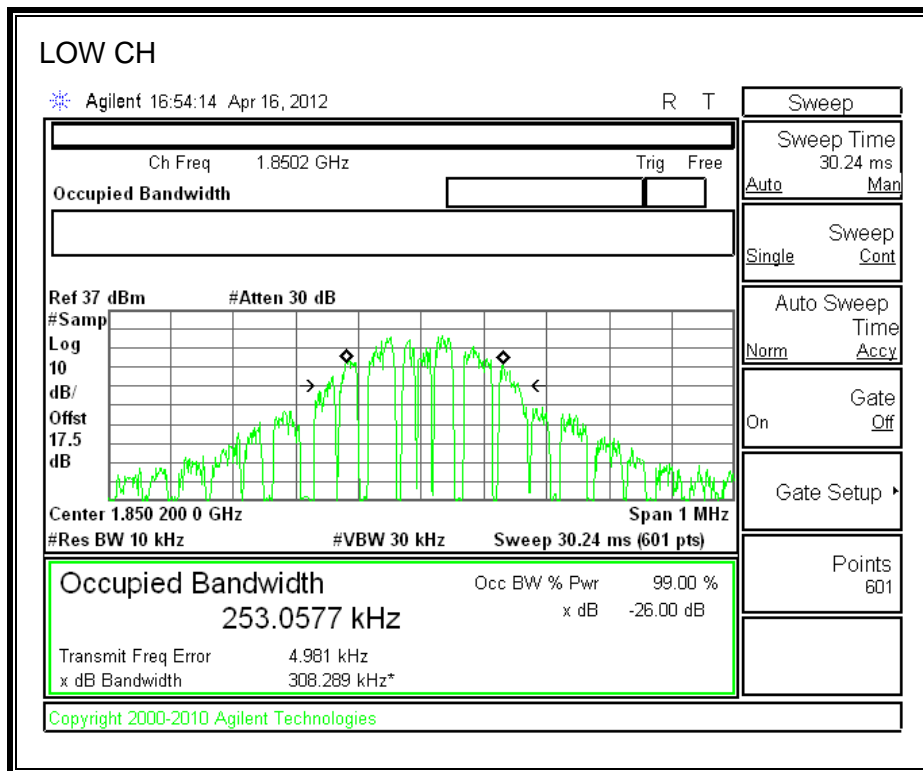 LOW CH
Agilent 16:54:14 Apr 16, 2012 R T
Ch Freq 1.8502 GHz Trig Free
Occupied Bandwidth
Ref 37 dBm #Atten 30 dB
#Samp
Log
10
dB/
Offst
17.5
dB
Center 1.850 200 0 GHz Span 1 MHz
#Res BW 10 kHz #VBW 30 kHz Sweep 30.24 ms (601 pts)
Occupied Bandwidth
253.0577 kHz
Occ BW % Pwr 99.00 %
x dB -26.00 dB
Transmit Freq Error 4.981 kHz
x dB Bandwidth 308.289 kHz*
Copyright 2000-2010 Agilent Technologies
Sweep
Sweep Time
30.24 ms
Auto Man
Sweep
Single Cont
Auto Sweep
Time
Norm Accy
Gate
On Off
Gate Setup
Points
601